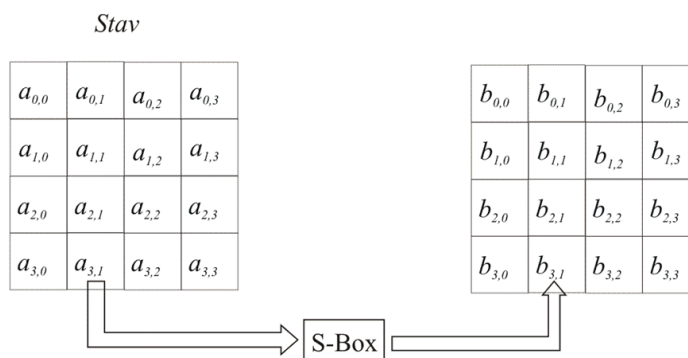 Stav
a0,0 a0,1 a0,2 a0,3 b0,0 b0,1 b0,2 b0,3
a1,0 a1,1 a1,2 a1,3 b1,0 b1,1 b1,2 b1,3
a2,0 a2,1 a2,2 a2,3 b2,0 b2,1 b2,2 b2,3
a3,0 a3,1 a3,2 a3,3 b3,0 b3,1 b3,2 b3,3
S-Box